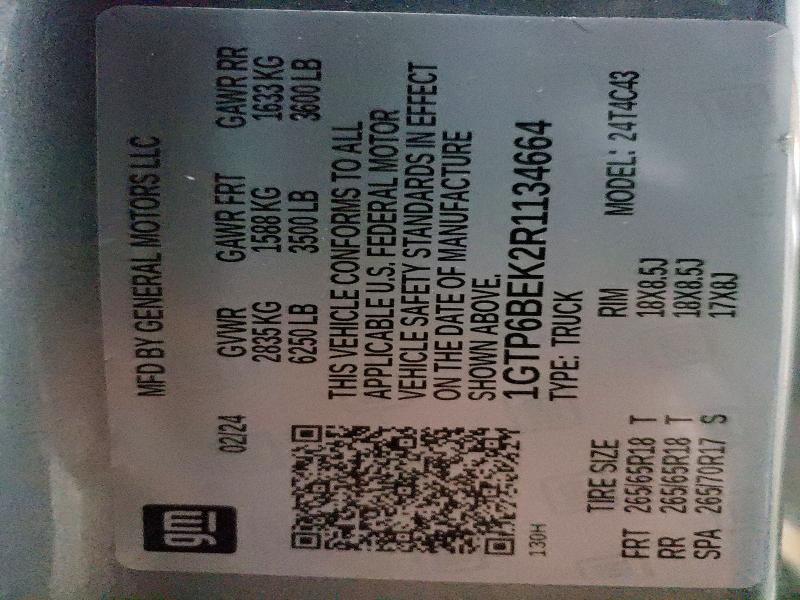 gm
MFD BY GENERAL MOTORS LLC
02/24 GVWR GAWR FRT GAWR RR
2835 KG 1588 KG 1633 KG
6250 LB 3500 LB 3600 LB
THIS VEHICLE CONFORMS TO ALL
APPLICABLE U.S. FEDERAL MOTOR
VEHICLE SAFETY STANDARDS IN EFFECT
ON THE DATE OF MANUFACTURE
SHOWN ABOVE.
1GTP6BEK2R1134664
TYPE: TRUCK
130H
TIRE SIZE RIM MODEL: 24T4C43
FRT 265/65R18 T 18X8.5J
RR 265/65R18 T 18X8.5J
SPA 265/70R17 S 17X8J